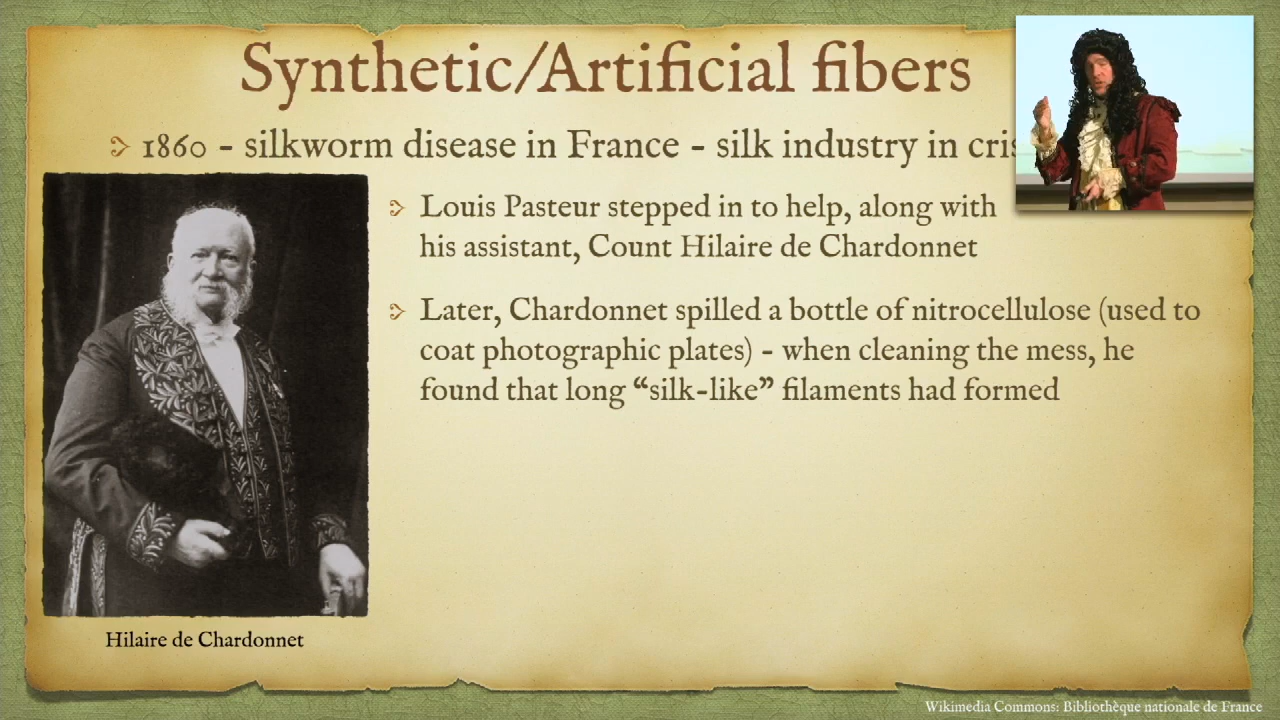 Synthetic/Artificial fibers
1860 - silkworm disease in France - silk industry in
Louis Pasteur stepped in to help, along with
his assistant, Count Hilaire de Chardonnet
Later, Chardonnet spilled a bottle of nitrocellulose (used to
coat photographic plates) - when cleaning the mess, he
found that long “silk-like” filaments had formed
Hilaire de Chardonnet
Wikimedia Commons: Bibliothèque nationale de France